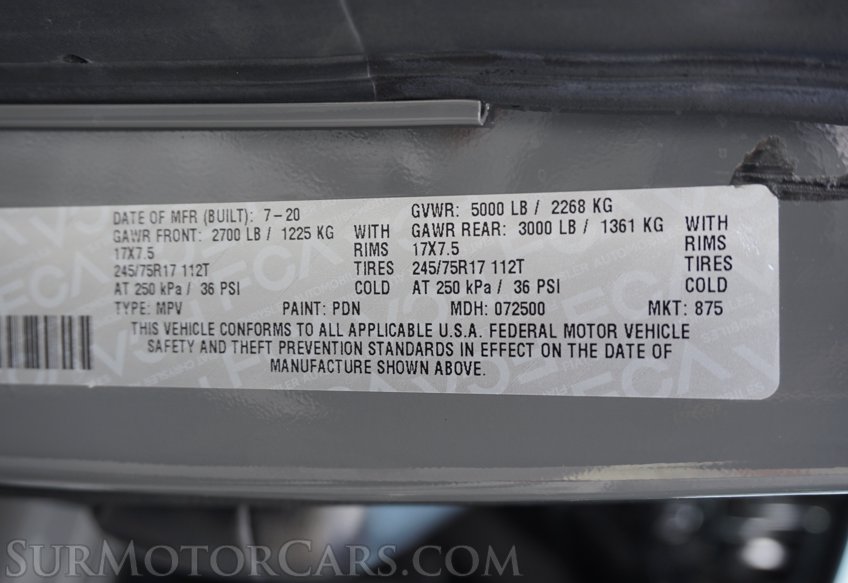 DATE OF MFR (BUILT): 7-20 GVWR: 5000 LB / 2268 KG
GAWR FRONT: 2700 LB / 1225 KG WITH GAWR REAR: 3000 LB / 1361 KG WITH
17X7.5 RIMS 17X7.5 RIMS
245/75R17 112T TIRES 245/75R17 112T TIRES
AT 250 kPa / 36 PSI COLD AT 250 kPa / 36 PSI COLD
TYPE: MPV PAINT: PDN MDH: 072500 MKT: 875
THIS VEHICLE CONFORMS TO ALL APPLICABLE U.S.A. FEDERAL MOTOR VEHICLE
SAFETY AND THEFT PREVENTION STANDARDS IN EFFECT ON THE DATE OF
MANUFACTURE SHOWN ABOVE.
SurMotorCars.com